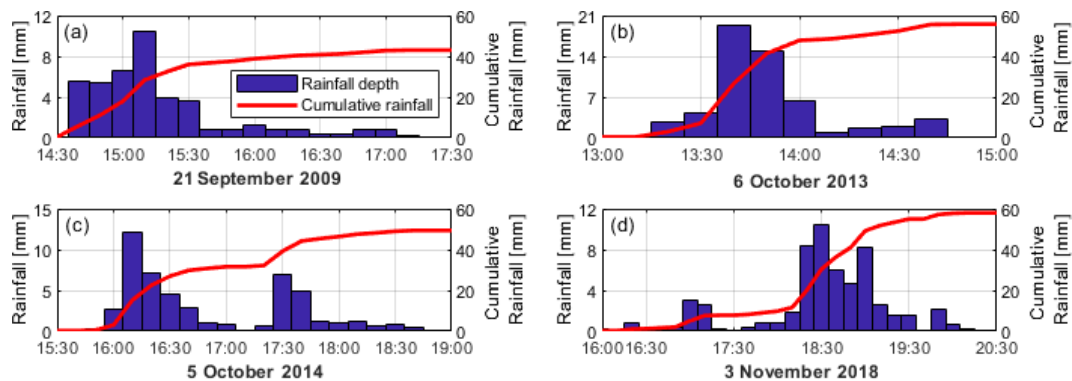 (a)
Rainfall [mm]
12
8
4
0
60
40
20
0
Cumulative
Rainfall [mm]
Rainfall depth
Cumulative rainfall
14:30 15:00 15:30 16:00 16:30 17:00 17:30
21 September 2009
(b)
Rainfall [mm]
21
14
7
0
60
40
20
0
Cumulative
Rainfall [mm]
13:00 13:30 14:00 14:30 15:00
6 October 2013
(c)
Rainfall [mm]
15
10
5
0
60
40
20
0
Cumulative
Rainfall [mm]
15:30 16:00 16:30 17:00 17:30 18:00 18:30 19:00
5 October 2014
(d)
Rainfall [mm]
12
8
4
0
60
40
20
0
Cumulative
Rainfall [mm]
16:00 16:30 17:30 18:30 19:30 20:30
3 November 2018